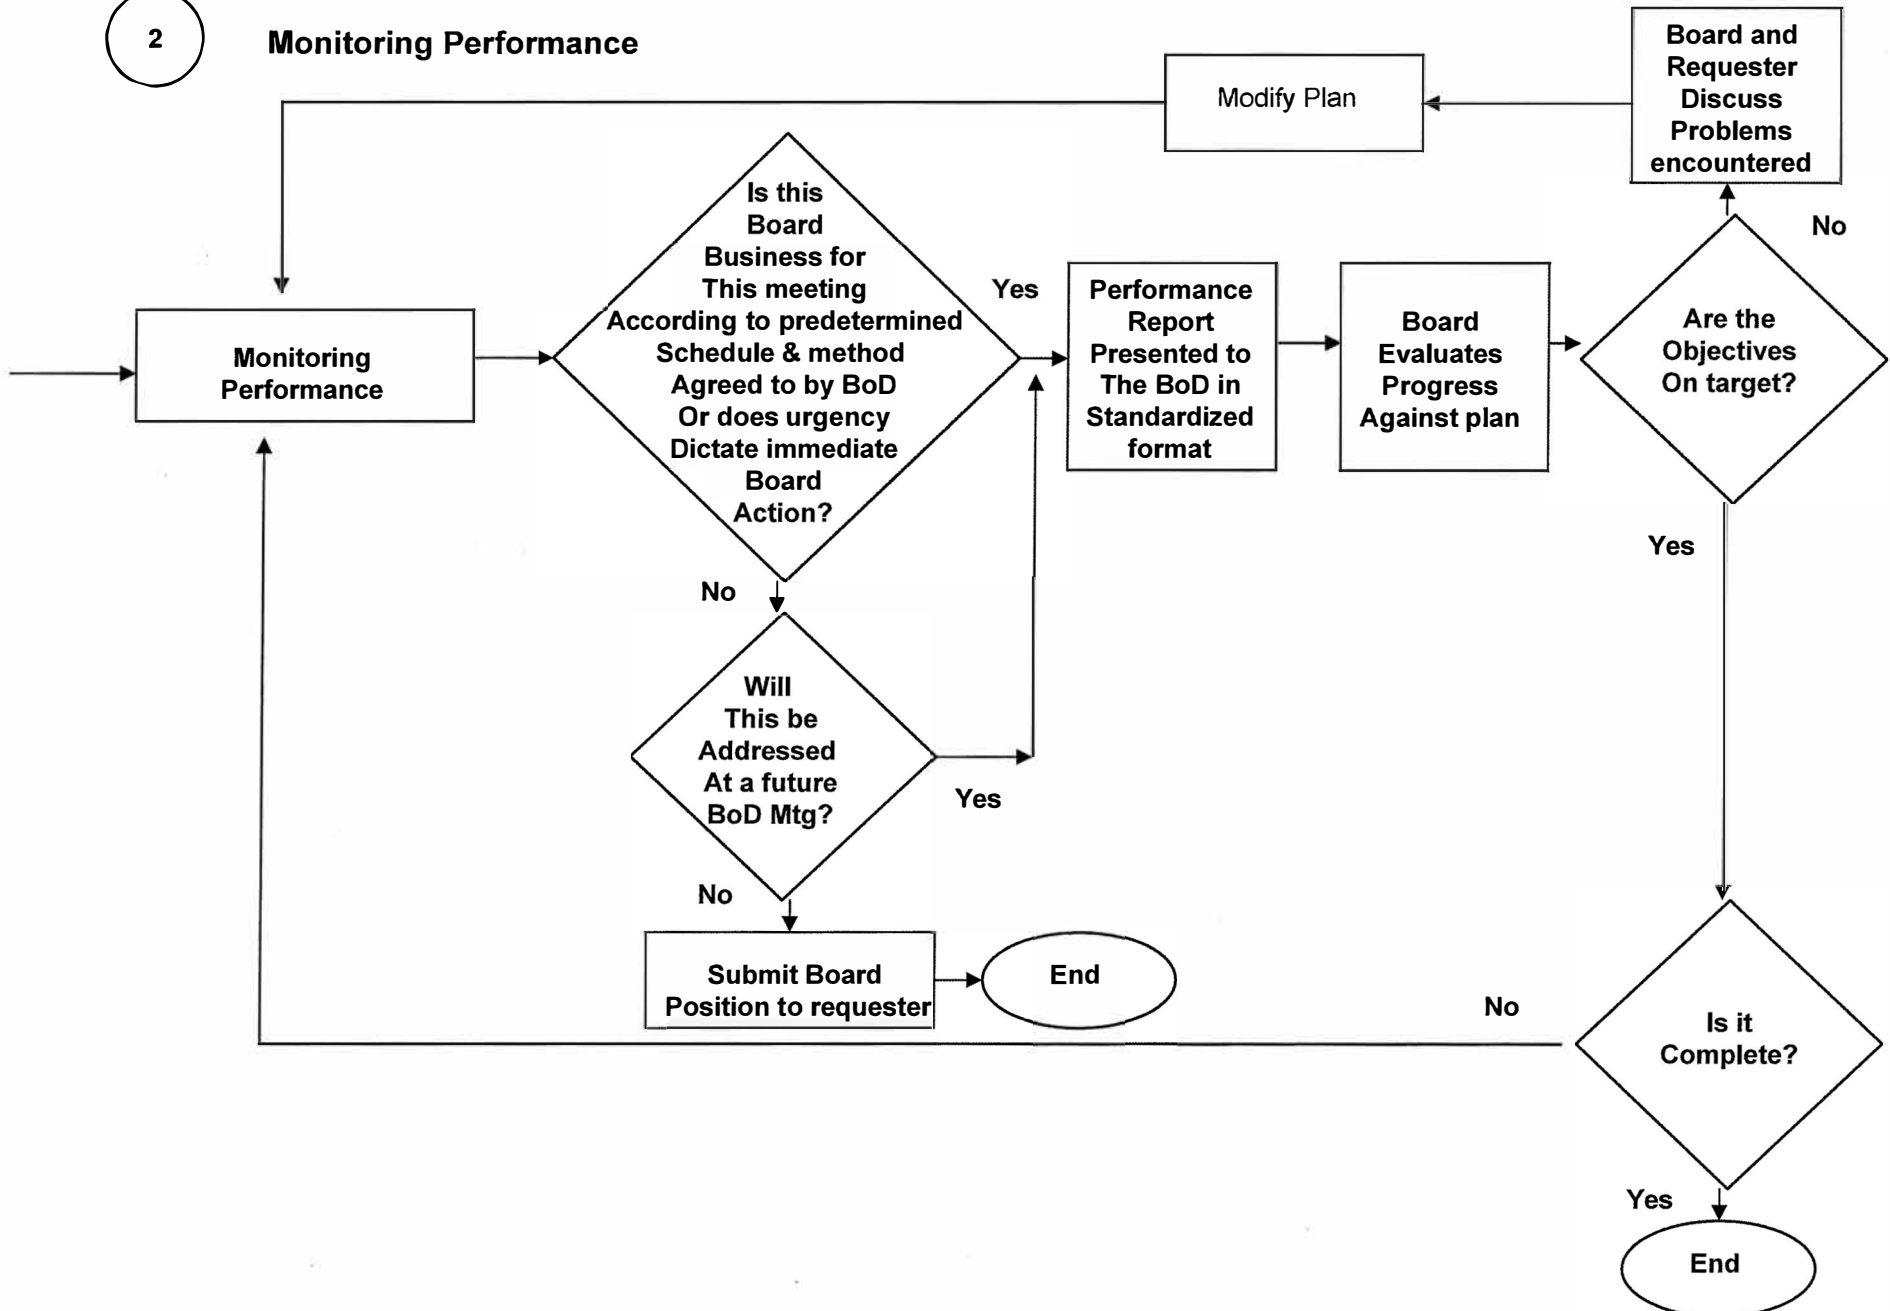 2
Monitoring Performance
Board and
Requester
Discuss
Problems
encountered
Modify Plan
Is this
Board
Business for
This meeting
According to predetermined
Schedule & method
Agreed to by BoD
Or does urgency
Dictate immediate
Board
Action?
No
Yes
Performance
Report
Presented to
The BoD in
Standardized
format
Board
Evaluates
Progress
Against plan
Are the
Objectives
On target?
Monitoring
Performance
Yes
No
Will
This be
Addressed
At a future
BoD Mtg?
Yes
No
Submit Board
Position to requester
End
No
Is it
Complete?
Yes
End